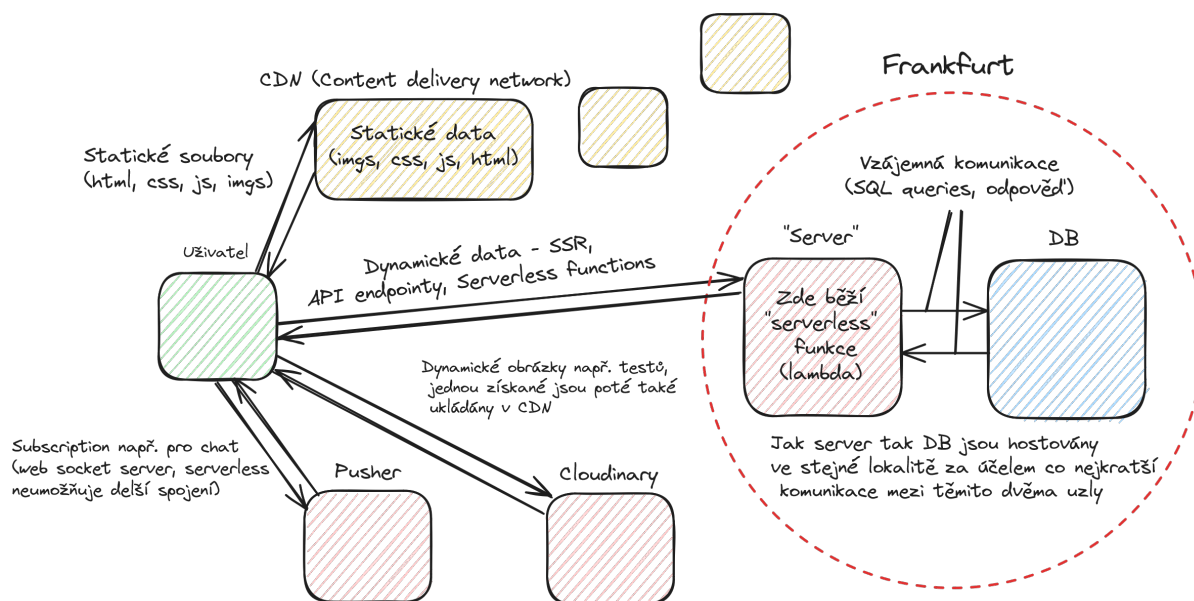 CDN (Content delivery network)
Statické data
(imgs, css, js, html)
Statické soubory
(html, css, js, imgs)
Uživatel
Dynamické data - SSR,
API endpointy, Serverless functions
Frankfurt
Vzájemná komunikace
(SQL queries, odpověď)
"Server"
DB
Zde běží
"serverless"
funkce
(lambda)
Jak server tak DB jsou hostovány
ve stejné lokalitě za účelem co nejkratší
komunikace mezi těmito dvěma uzly
Dynamické obrázky např. testů,
jednou získané jsou poté také
ukládány v CDN
Subscription např. pro chat
(web socket server, serverless
neumožňuje delší spojení)
Pusher
Cloudinary